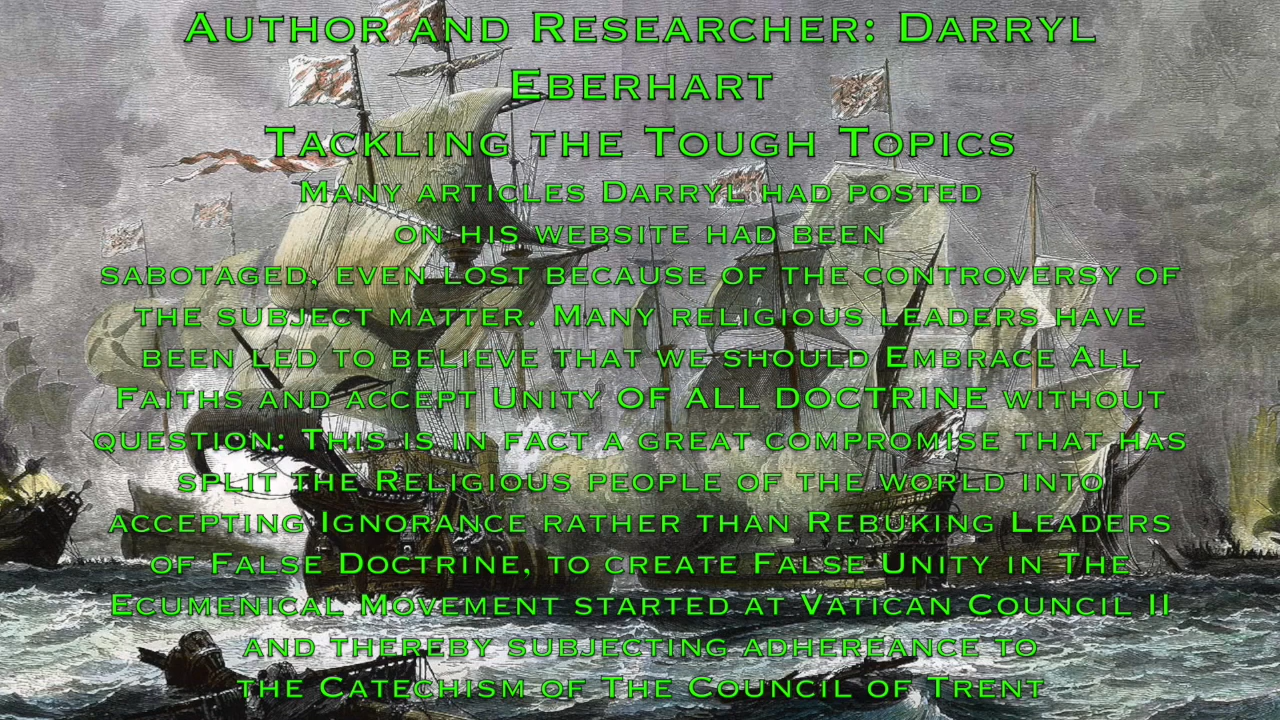 Author and Researcher: Darryl
Eberhart
Tackling the Tough Topics
Many articles Darryl had posted
on his website had been
sabotaged, even lost because of the controversy of
the subject matter. Many religious leaders have
been led to believe that we should Embrace All
Faiths and accept Unity OF ALL DOCTRINE without
question: This is in fact a great compromise that has
split the Religious people of the world into
accepting Ignorance rather than Rebuking Leaders
of False Doctrine, to create False Unity in The
Ecumenical Movement started at Vatican Council II
and thereby subjecting adhereance to
the Catechism of The Council of Trent